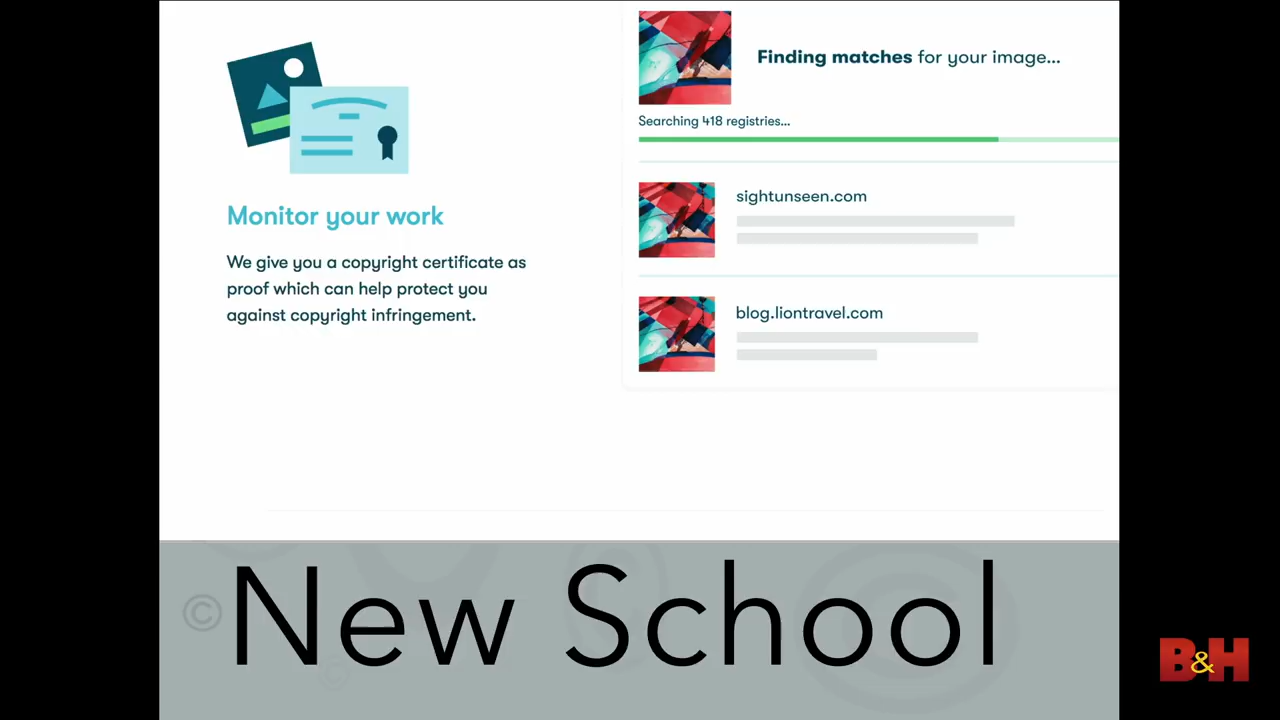 Monitor your work
We give you a copyright certificate as
proof which can help protect you
against copyright infringement.
Finding matches for your image...
Searching 418 registries...
sightunseen.com
blog.liontravel.com
© New School
B&H